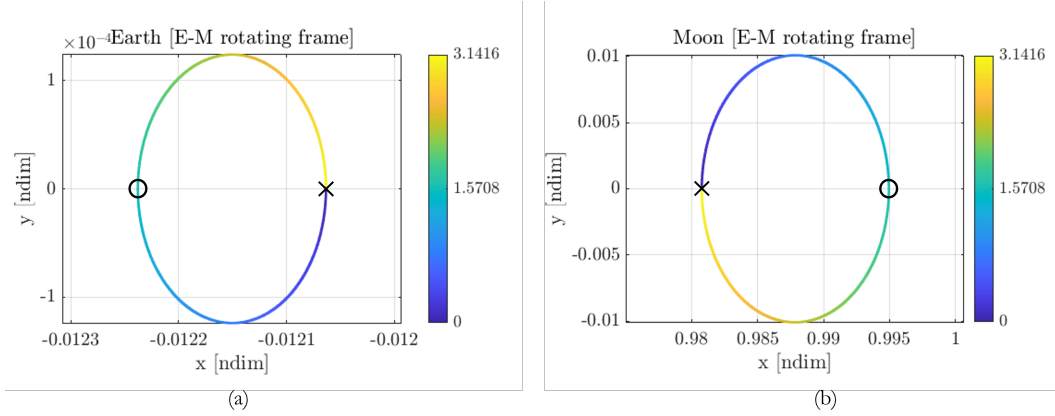 ×10⁻⁴ Earth [E-M rotating frame]
1
0
-1
y [ndim]
-0.0123
-0.0122
-0.0121
-0.012
x [ndim]
3.1416
1.5708
0
(a)
Moon [E-M rotating frame]
0.01
0.005
0
-0.005
-0.01
y [ndim]
0.98
0.985
0.99
0.995
1
x [ndim]
3.1416
1.5708
0
(b)